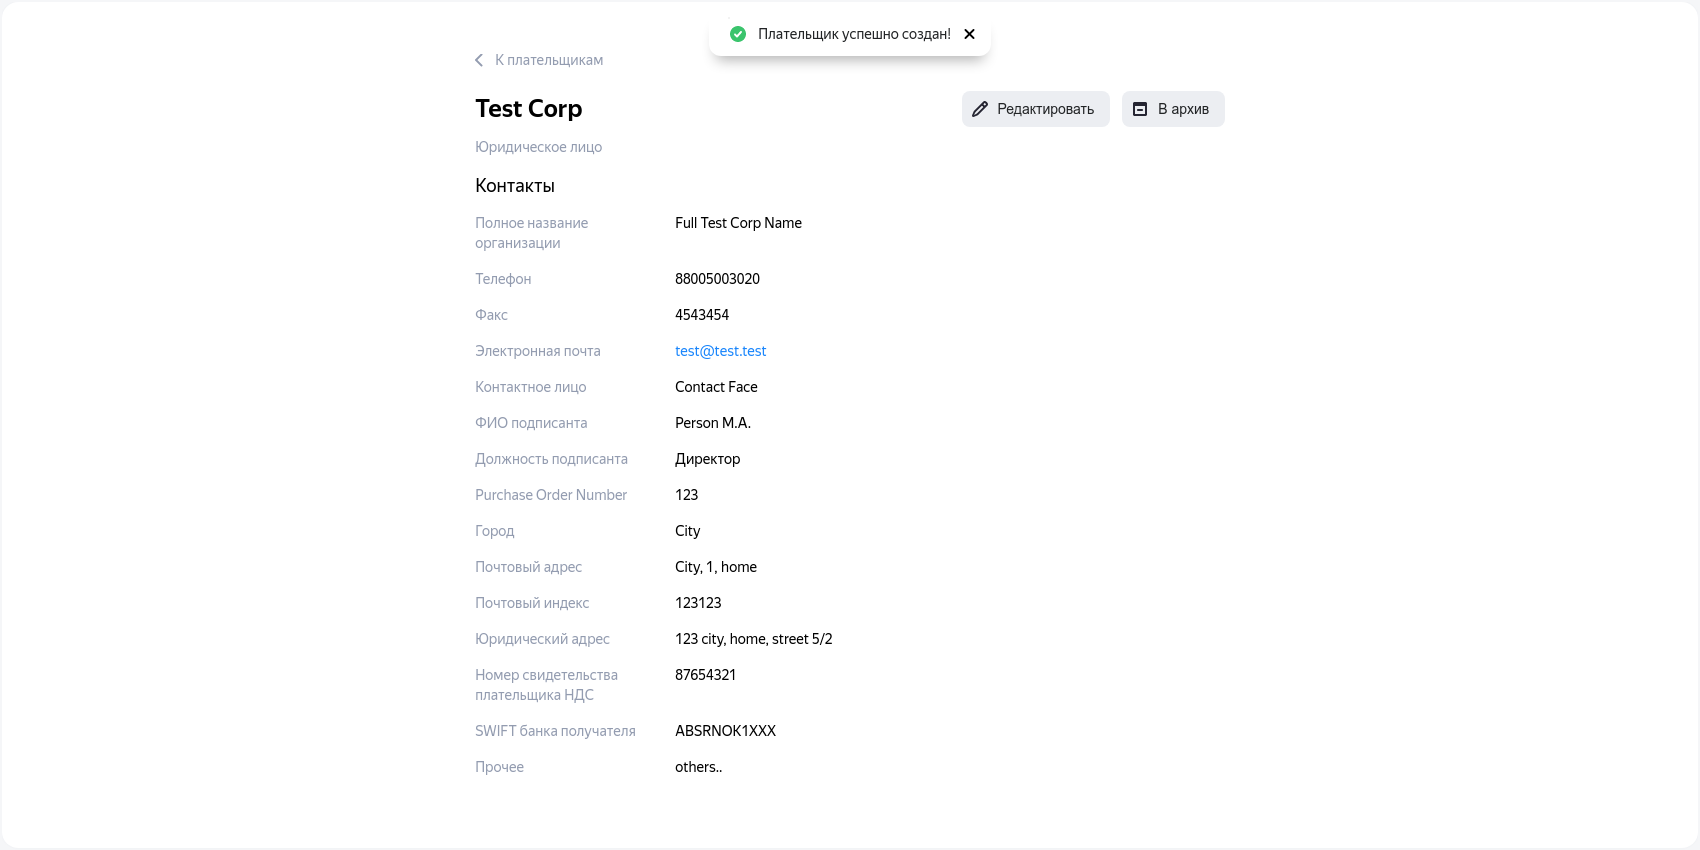 Плательщик успешно создан!
К плательщикам
Test Corp
Редактировать
В архив
Юридическое лицо
Контакты
Полное название
организации
Full Test Corp Name
Телефон
88005003020
Факс
4543454
Электронная почта
test@test.test
Контактное лицо
Contact Face
ФИО подписанта
Person M.A.
Должность подписанта
Директор
Purchase Order Number
123
Город
City
Почтовый адрес
City, 1, home
Почтовый индекс
123123
Юридический адрес
123 city, home, street 5/2
Номер свидетельства
плательщика НДС
87654321
SWIFT банка получателя
ABSRNOK1XXX
Прочее
others..